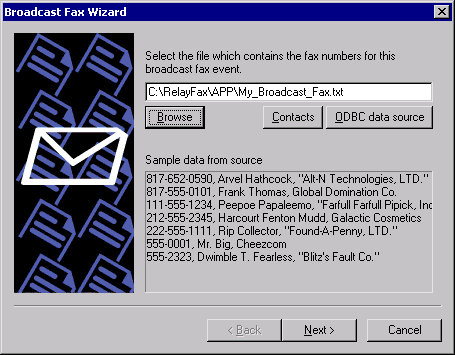 Broadcast Fax Wizard
Select the file which contains the fax numbers for this
broadcast fax event.
C:\RelayFax\APP\My_Broadcast_Fax.txt
Browse
Contacts
ODBC data source
Sample data from source
817-652-0590, Arvel Hathcock, "Alt-N Technologies, LTD."
817-555-0101, Frank Thomas, Global Domination Co.
111-555-1234, Peepoe Papaleemo, "Farfull Farfull Pipick, Inc
212-555-2345, Harcourt Fenton Mudd, Galactic Cosmetics
222-555-1111, Rip Collector, "Found-A-Penny, LTD."
555-0001, Mr. Big, Cheezcom
555-2323, Dwimble T. Fearless, "Blitz's Fault Co."
< Back
Next >
Cancel